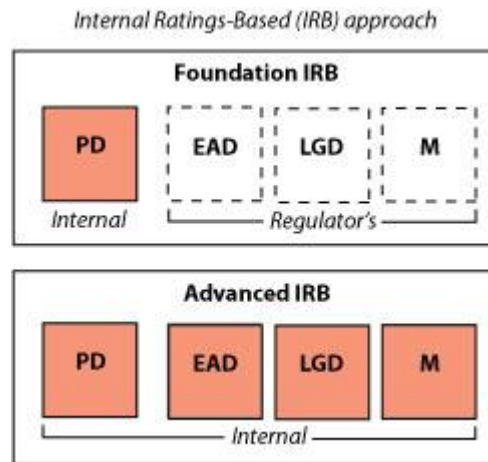 Internal Ratings-Based (IRB) approach
Foundation IRB
PD EAD LGD M
Internal Regulator's
Advanced IRB
PD EAD LGD M
Internal